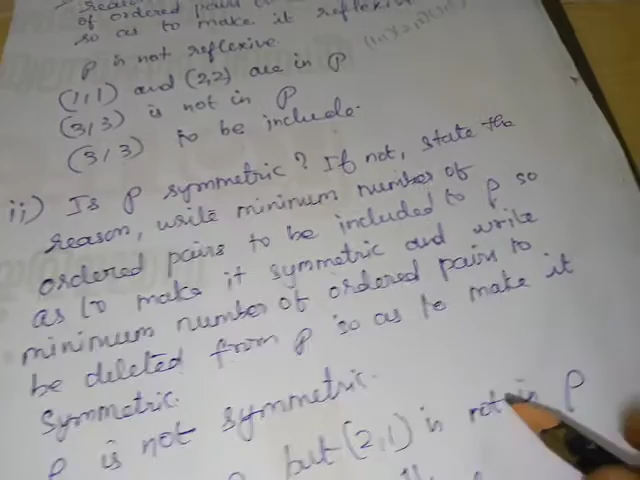 reason
of ordered pair
so as to make it reflexive
ρ is not reflexive.
(1,1) and (2,2) are in ρ
(3,3) is not in ρ
(3,3) to be include.
ii,) Is ρ symmetric? If not, state the
reason, write minimum number of
ordered pairs to be included to ρ so
as to make it symmetric and write
minimum number of ordered pairs to
be deleted from ρ so as to make it
symmetric.
ρ is not symmetric.
but (2,1) is not in ρ